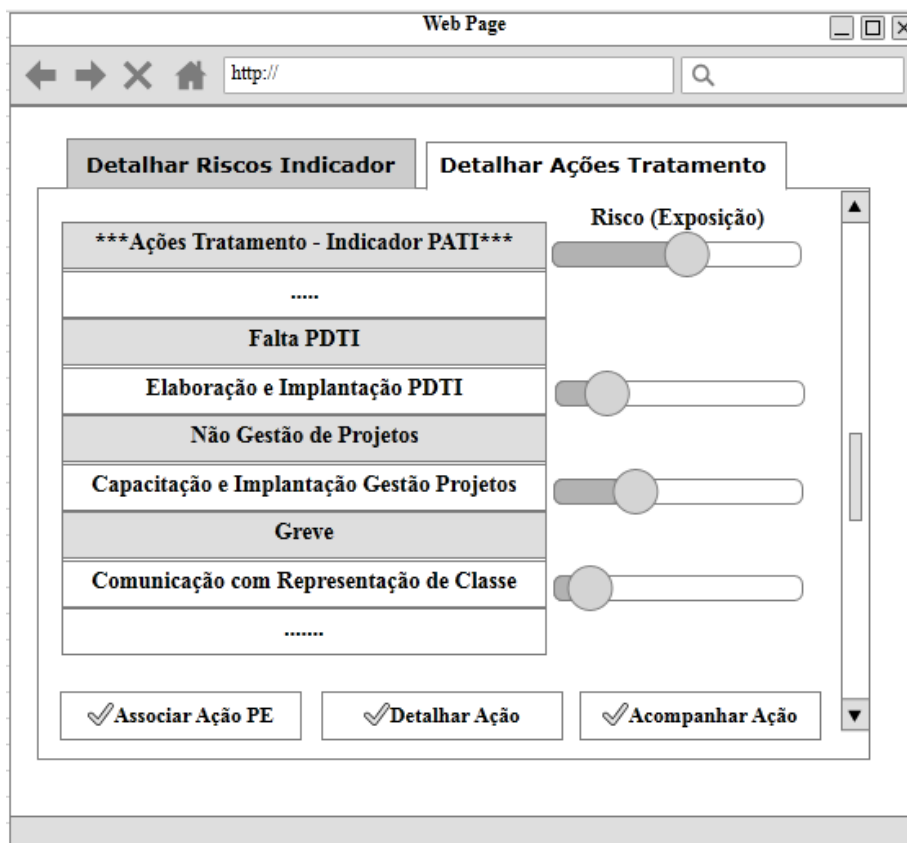 Web Page
http://
Detalhar Riscos Indicador
Detalhar Ações Tratamento
Risco (Exposição)
***Ações Tratamento - Indicador PATI***
.....
Falta PDTI
Elaboração e Implantação PDTI
Não Gestão de Projetos
Capacitação e Implantação Gestão Projetos
Greve
Comunicação com Representação de Classe
.......
Associar Ação PE
Detalhar Ação
Acompanhar Ação